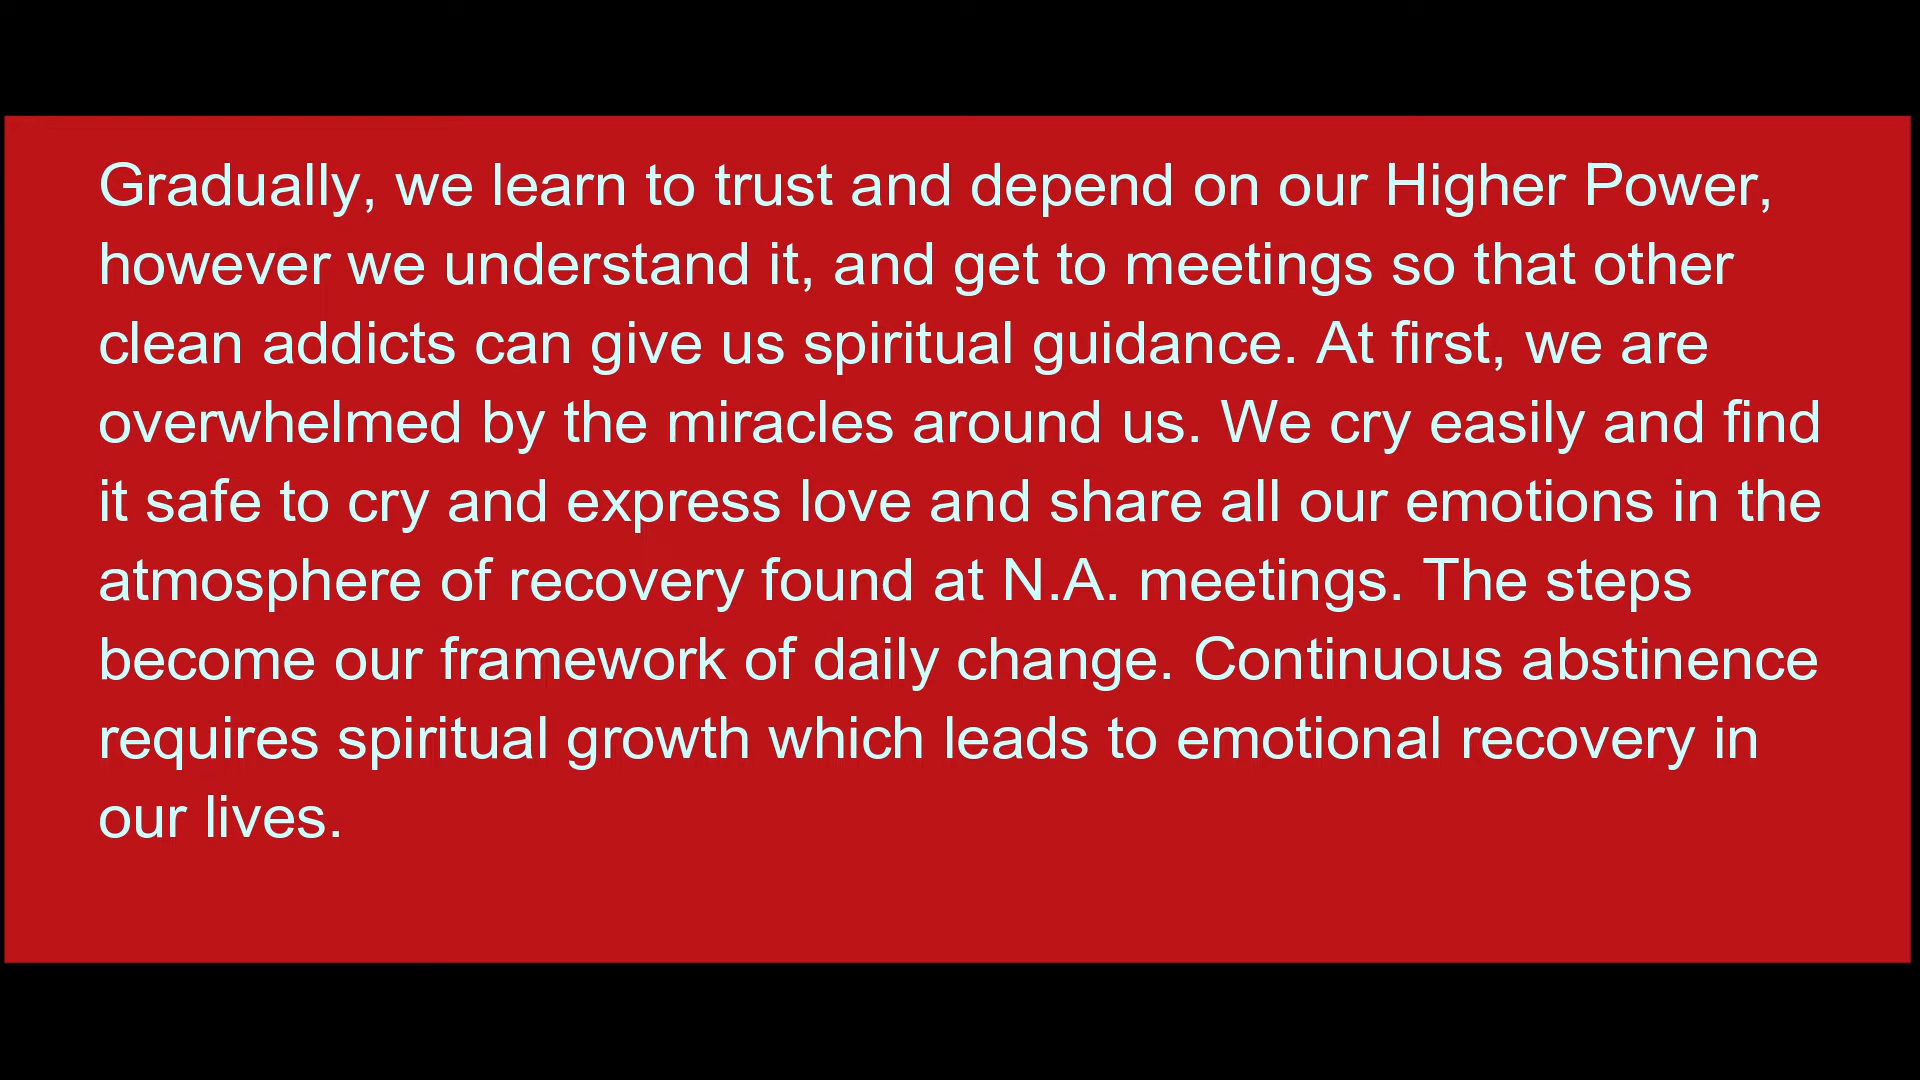 Gradually, we learn to trust and depend on our Higher Power,
however we understand it, and get to meetings so that other
clean addicts can give us spiritual guidance. At first, we are
overwhelmed by the miracles around us. We cry easily and find
it safe to cry and express love and share all our emotions in the
atmosphere of recovery found at N.A. meetings. The steps
become our framework of daily change. Continuous abstinence
requires spiritual growth which leads to emotional recovery in
our lives.